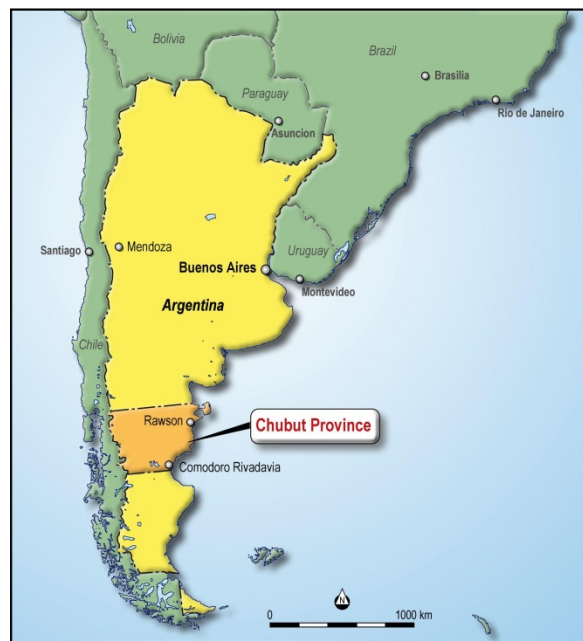 Bolivia
Brazil
Brasilia
Paraguay
Rio de Janeiro
Asuncion
Mendoza
Santiago
Uruguay
Buenos Aires
Montevideo
Argentina
Chile
Rawson
Chubut Province
Comodoro Rivadavia
N
0 1000 km